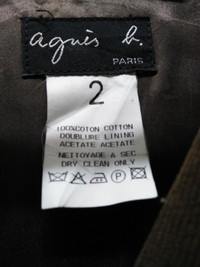 agnès b.
PARIS
2
100%COTON COTTON
DOUBLURE LINING
ACETATE ACETATE
NETTOYAGE A SEC
DRY CLEAN ONLY
P